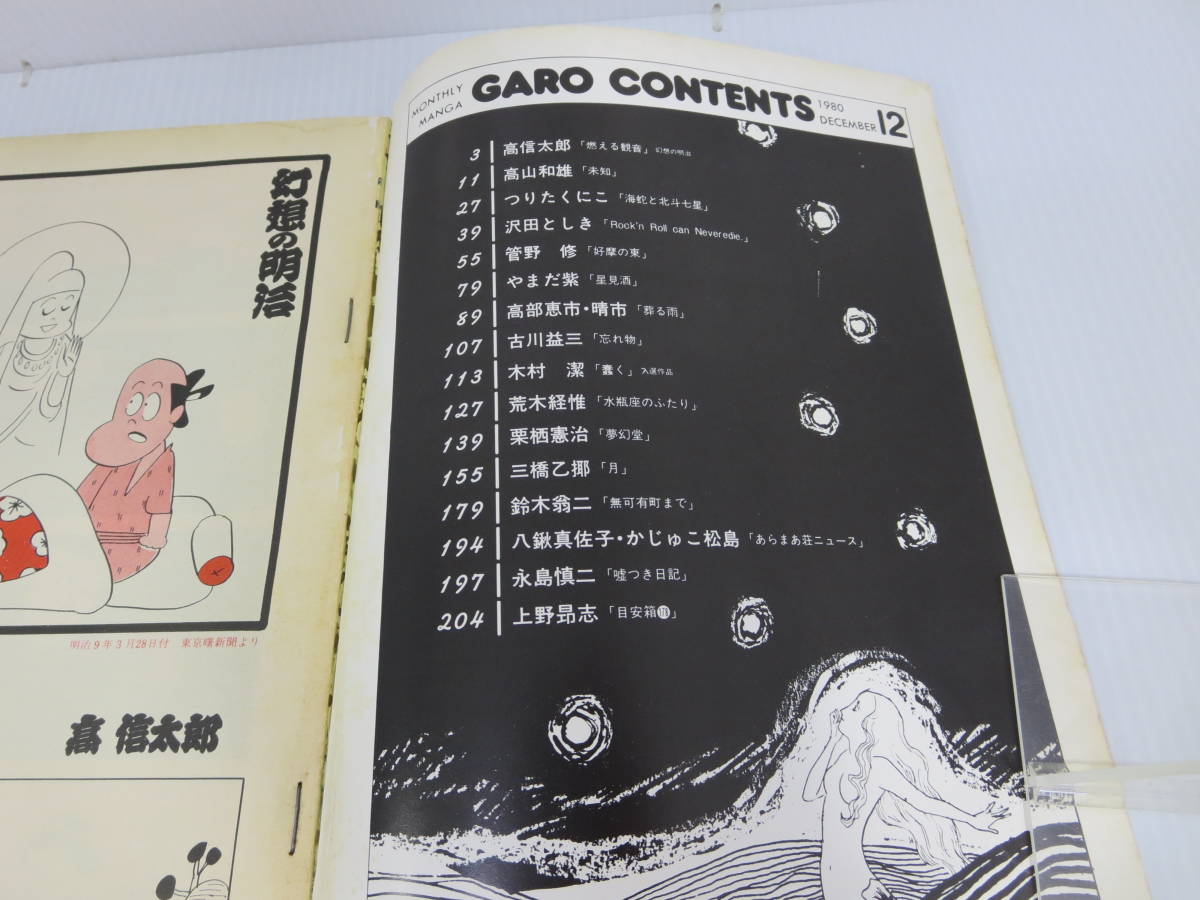 幻想の明治
明治9年3月28日付 東京曙新聞より
高 信太郎
MONTHLY MANGA
GARO CONTENTS
1980 DECEMBER 12
3 高信太郎「燃える観音」幻想の明治
11 高山和雄「未知」
27 つりたくにこ「海蛇と北斗七星」
39 沢田としき「Rock'n Roll can Neveredie.」
55 管野 修「好摩の東」
79 やまだ紫「星見酒」
89 高部恵市・晴市「葬る雨」
107 古川益三「忘れ物」
113 木村 潔「蠢く」入選作品
127 荒木経惟「水瓶座のふたり」
139 栗栖憲治「夢幻堂」
155 三橋乙揶「月」
179 鈴木翁二「無可有町まで」
194 八鍬真佐子・かじゅこ松島「あらまあ荘ニュース」
197 永島慎二「嘘つき日記」
204 上野昻志「目安箱」